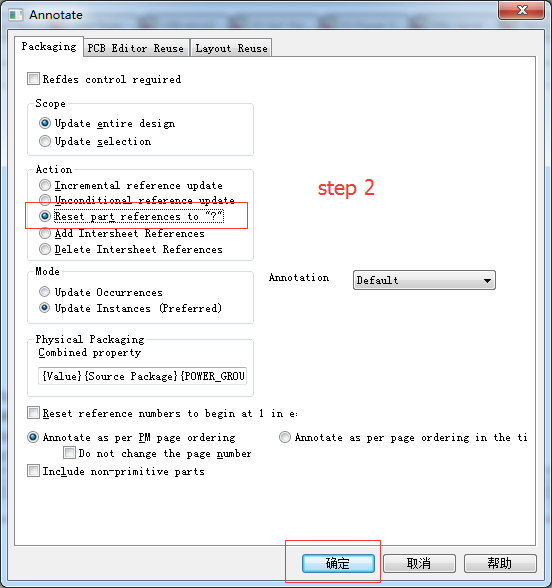 Annotate
Packaging PCB Editor Reuse Layout Reuse
Refdes control required
Scope
Update entire design
Update selection
Action
Incremental reference update
Unconditional reference update
Reset part references to "?"
Add Intersheet References
Delete Intersheet References
step 2
Mode
Update Occurrences
Update Instances (Preferred)
Annotation Default
Physical Packaging
Combined property
{Value}{Source Package}{POWER_GROU
Reset reference numbers to begin at 1 in e:
Annotate as per PM page ordering Annotate as per page ordering in the ti
Do not change the page number
Include non-primitive parts
确定 取消 帮助